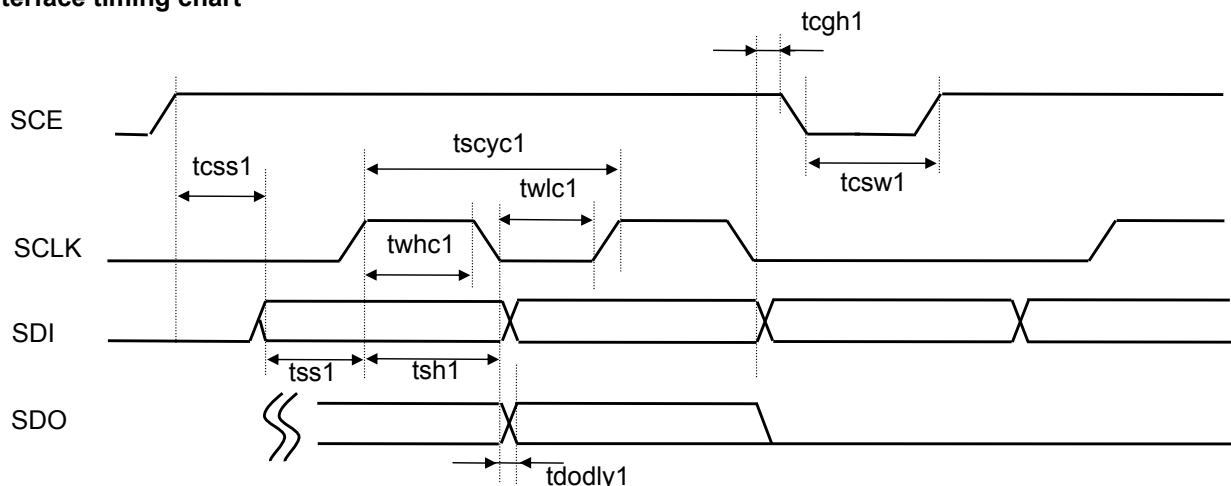 terface timing chart
tcgh1
SCE
tscyc1
tcss1
twlc1
tcsw1
SCLK
twhc1
SDI
tss1
tsh1
SDO
tdodly1